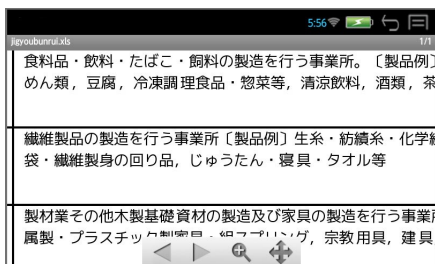 5:56
jigyoubunrui.xls 1/1
食料品・飲料・たばこ・飼料の製造を行う事業所。〔製品例〕
めん類，豆腐，冷凍調理食品・惣菜等，清涼飲料，酒類，茶
繊維製品の製造を行う事業所〔製品例〕生糸・紡績糸・化学繊
袋・繊維製身の回り品，じゅうたん・寝具・タオル等
製材業その他木製基礎資材の製造及び家具の製造を行う事業所
属製・プラスチック製家具・組スプリング，宗教用具，建具